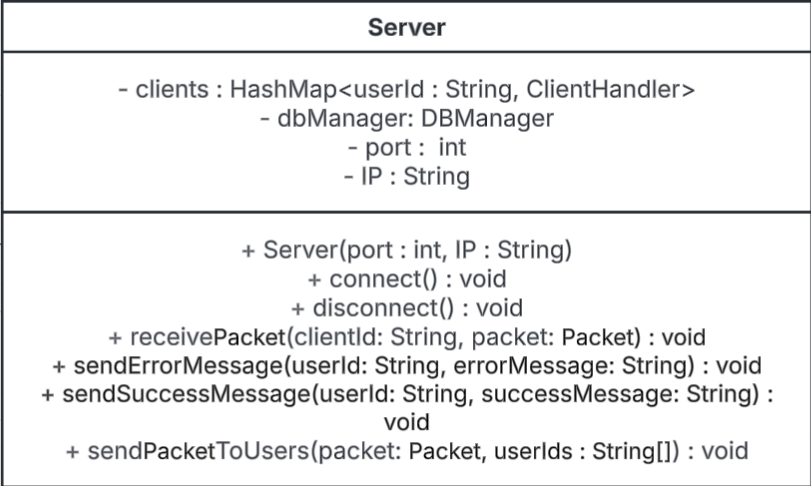 Server
- clients : HashMap<userId : String, ClientHandler>
- dbManager: DBManager
- port :  int
- IP : String
+ Server(port : int, IP : String)
+ connect() : void
+ disconnect() : void
+ receivePacket(clientId: String, packet: Packet) : void
+ sendErrorMessage(userId: String, errorMessage: String) : void
+ sendSuccessMessage(userId: String, successMessage: String) :
void
+ sendPacketToUsers(packet: Packet, userIds : String[]) : void